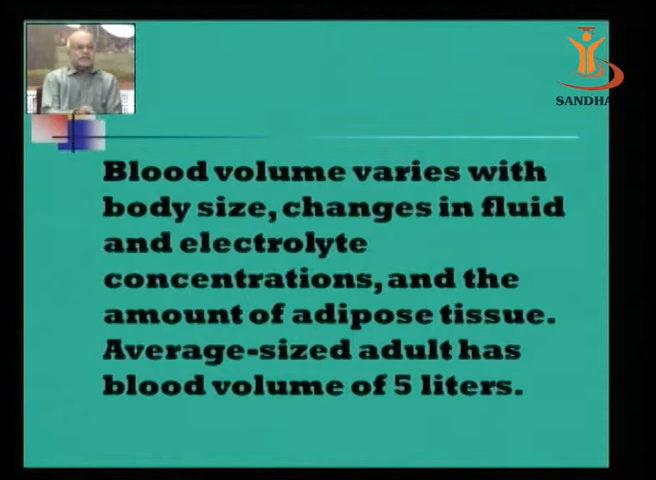 SANDHA
Blood volume varies with
body size, changes in fluid
and electrolyte
concentrations, and the
amount of adipose tissue.
Average-sized adult has
blood volume of 5 liters.